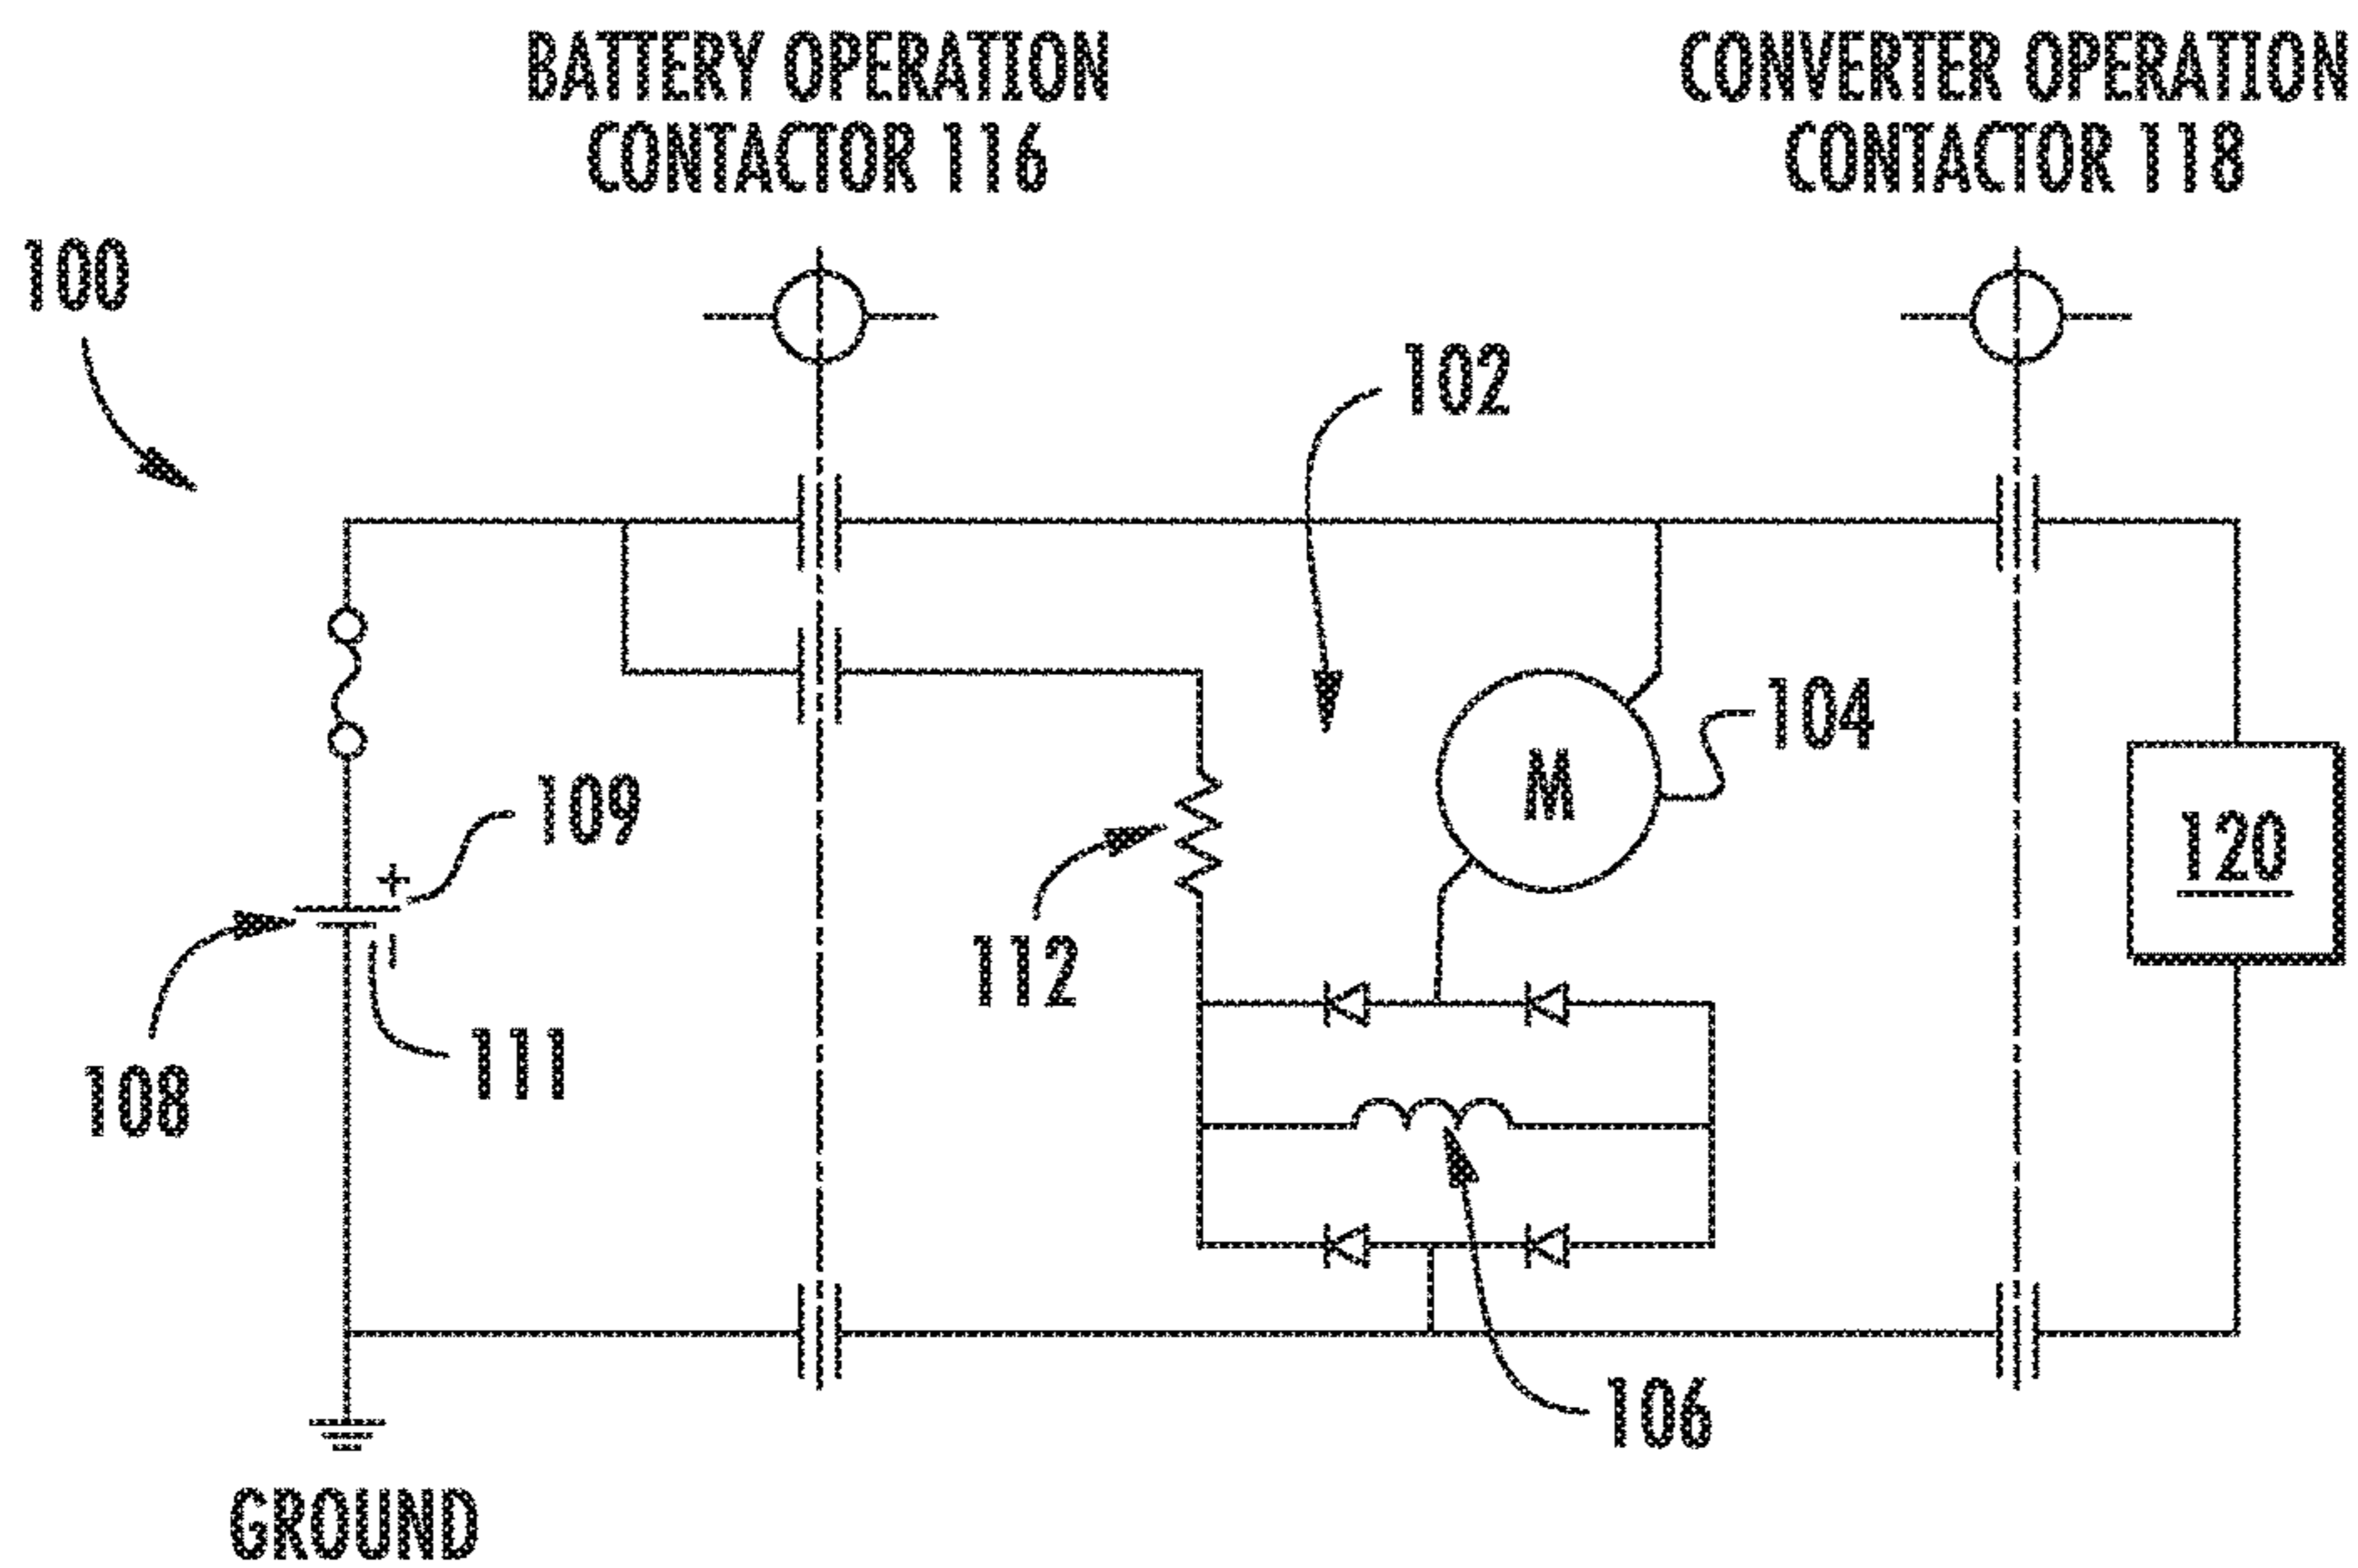 BATTERY OPERATION
CONTACTOR 116
CONVERTER OPERATION
CONTACTOR 118
100
102
104
M
109
+
120
112
108
111
106
GROUND